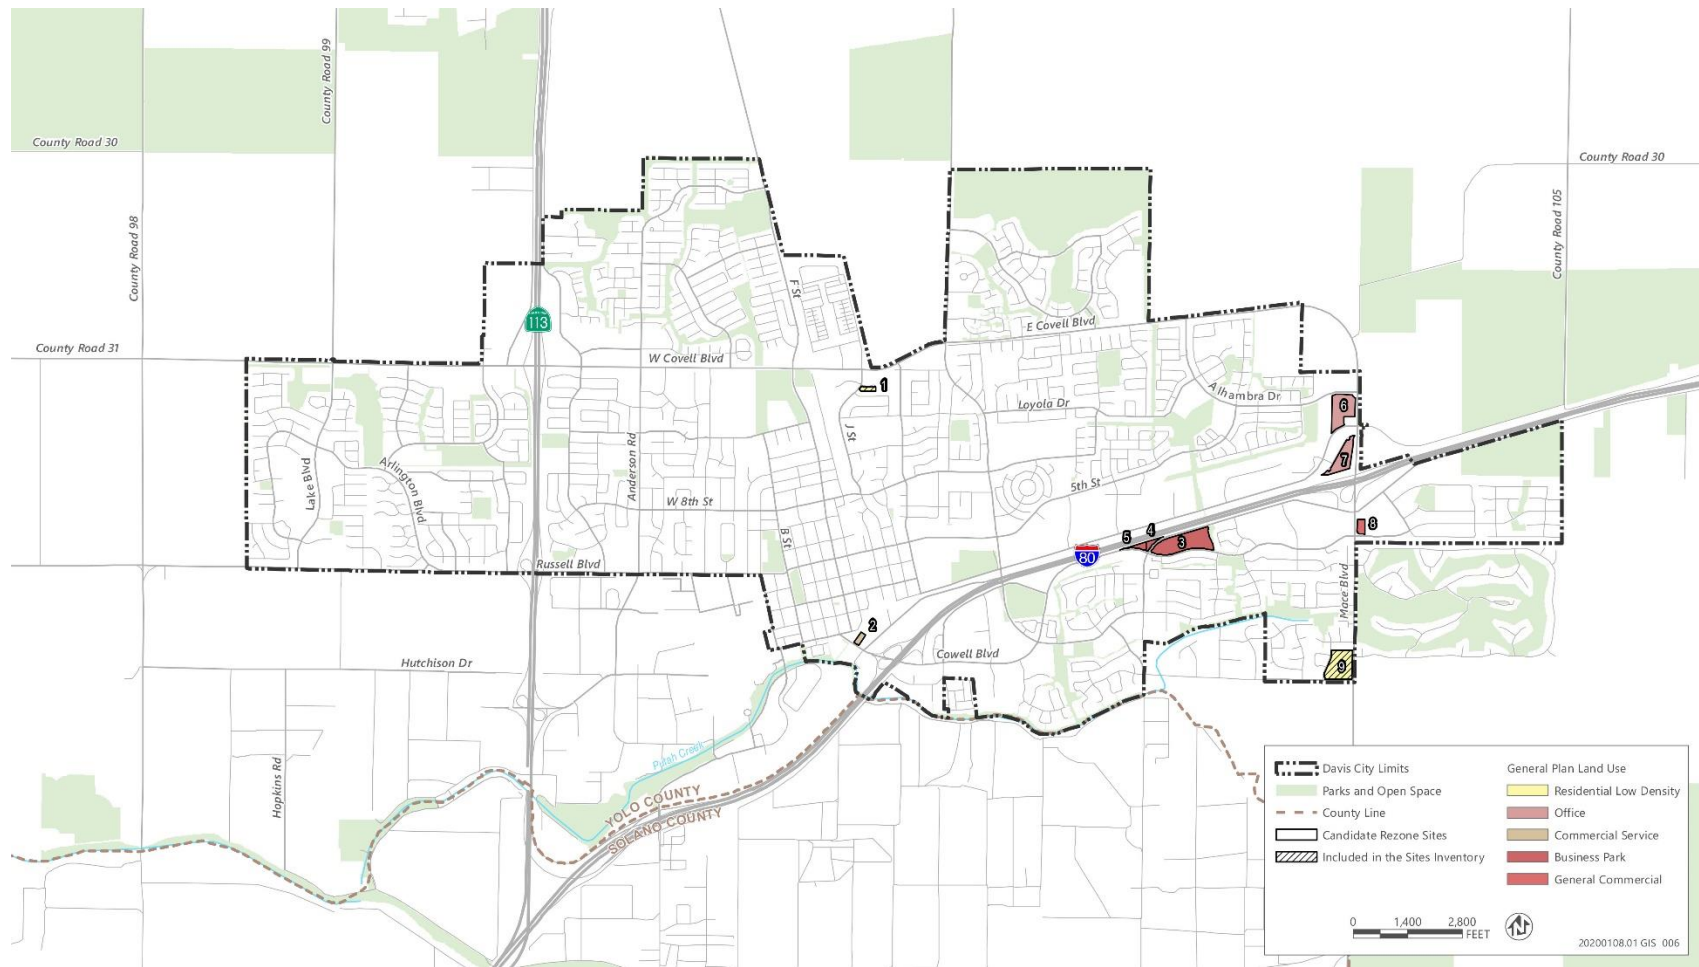 County Road 99
County Road 30
County Road 30
County Road 98
County Road 105
113
F St
E Covell Blvd
County Road 31
W Covell Blvd
1
Alhambra Dr
Loyola Dr
6
J St
Anderson Rd
7
Lake Blvd
Arlington Blvd
5th St
W 8th St
8
B St
4
5
3
80
Russell Blvd
Mace Blvd
2
Cowell Blvd
Hutchison Dr
9
Putah Creek
Hopkins Rd
YOLO COUNTY
SOLANO COUNTY
Davis City Limits
Parks and Open Space
County Line
Candidate Rezone Sites
Included in the Sites Inventory
General Plan Land Use
Residential Low Density
Office
Commercial Service
Business Park
General Commercial
0 1,400 2,800
FEET
20200108.01 GIS 006